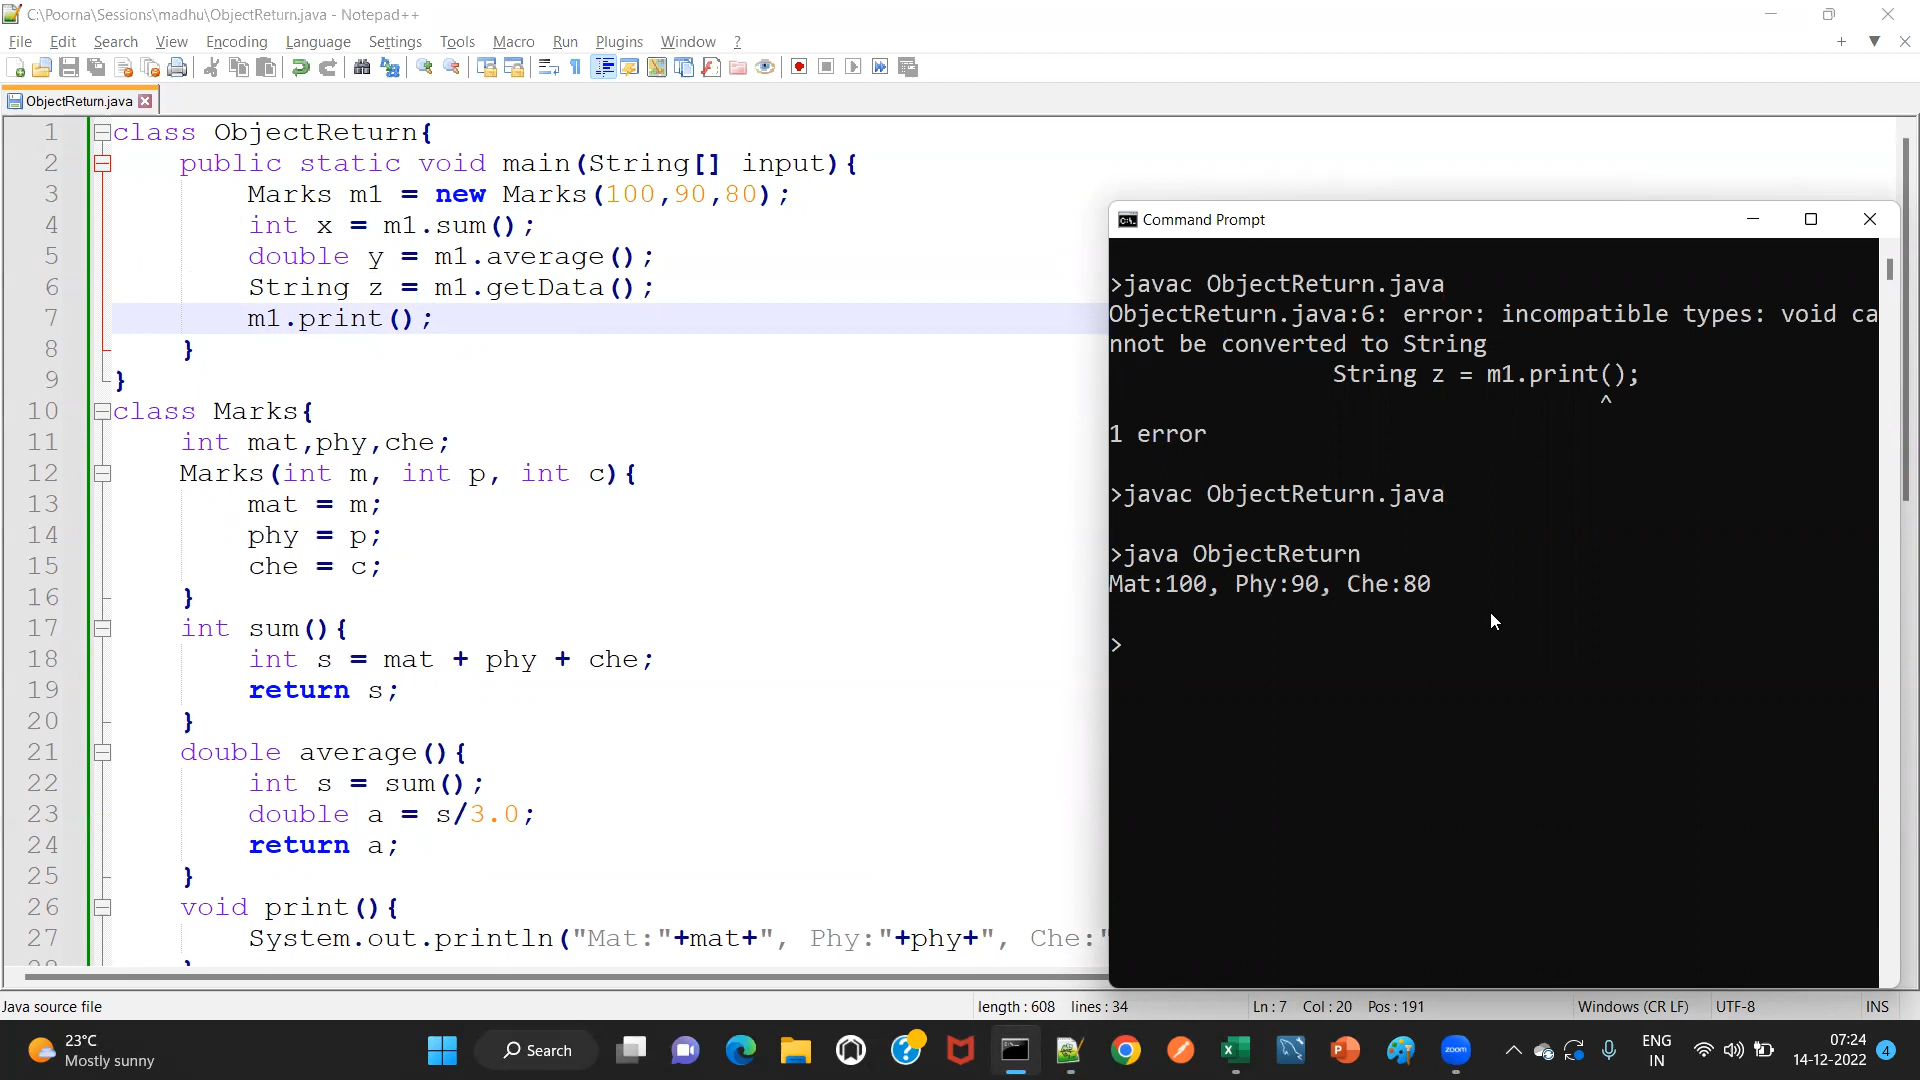 C:\Poorna\Sessions\madhu\ObjectReturn.java - Notepad++
File Edit Search View Encoding Language Settings Tools Macro Run Plugins Window ?
ObjectReturn.java
1 class ObjectReturn{
2 public static void main(String[] input){
3 Marks m1 = new Marks(100,90,80);
4 int x = m1.sum();
5 double y = m1.average();
6 String z = m1.getData();
7 m1.print();
8 }
9 }
10 class Marks{
11 int mat,phy,che;
12 Marks(int m, int p, int c){
13 mat = m;
14 phy = p;
15 che = c;
16 }
17 int sum(){
18 int s = mat + phy + che;
19 return s;
20 }
21 double average(){
22 int s = sum();
23 double a = s/3.0;
24 return a;
25 }
26 void print(){
27 System.out.println("Mat:"+mat+", Phy:"+phy+", Che:"
Command Prompt
>javac ObjectReturn.java
ObjectReturn.java:6: error: incompatible types: void ca
nnot be converted to String
String z = m1.print();
^
1 error
>javac ObjectReturn.java
>java ObjectReturn
Mat:100, Phy:90, Che:80
>
Java source file length : 608 lines : 34 Ln : 7 Col : 20 Pos : 191 Windows (CR LF) UTF-8 INS
23°C
Mostly sunny
Search
zoom
ENG
IN
07:24
14-12-2022
4